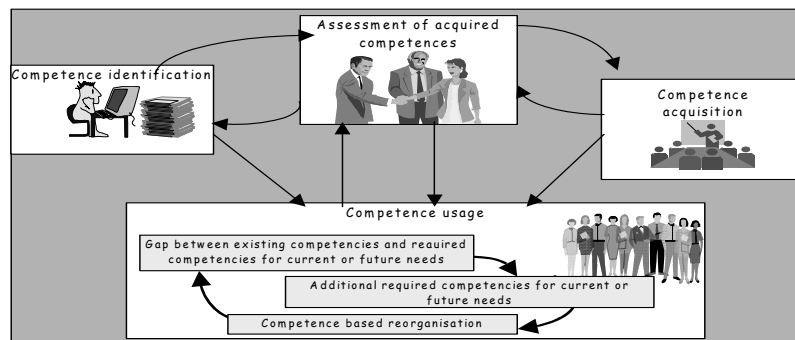 Assessment of acquired
competences
Competence identification
Competence
acquisition
Competence usage
Gap between existing competencies and reauired
competencies for current or future needs
Additional required competencies for current or
future needs
Competence based reorganisation